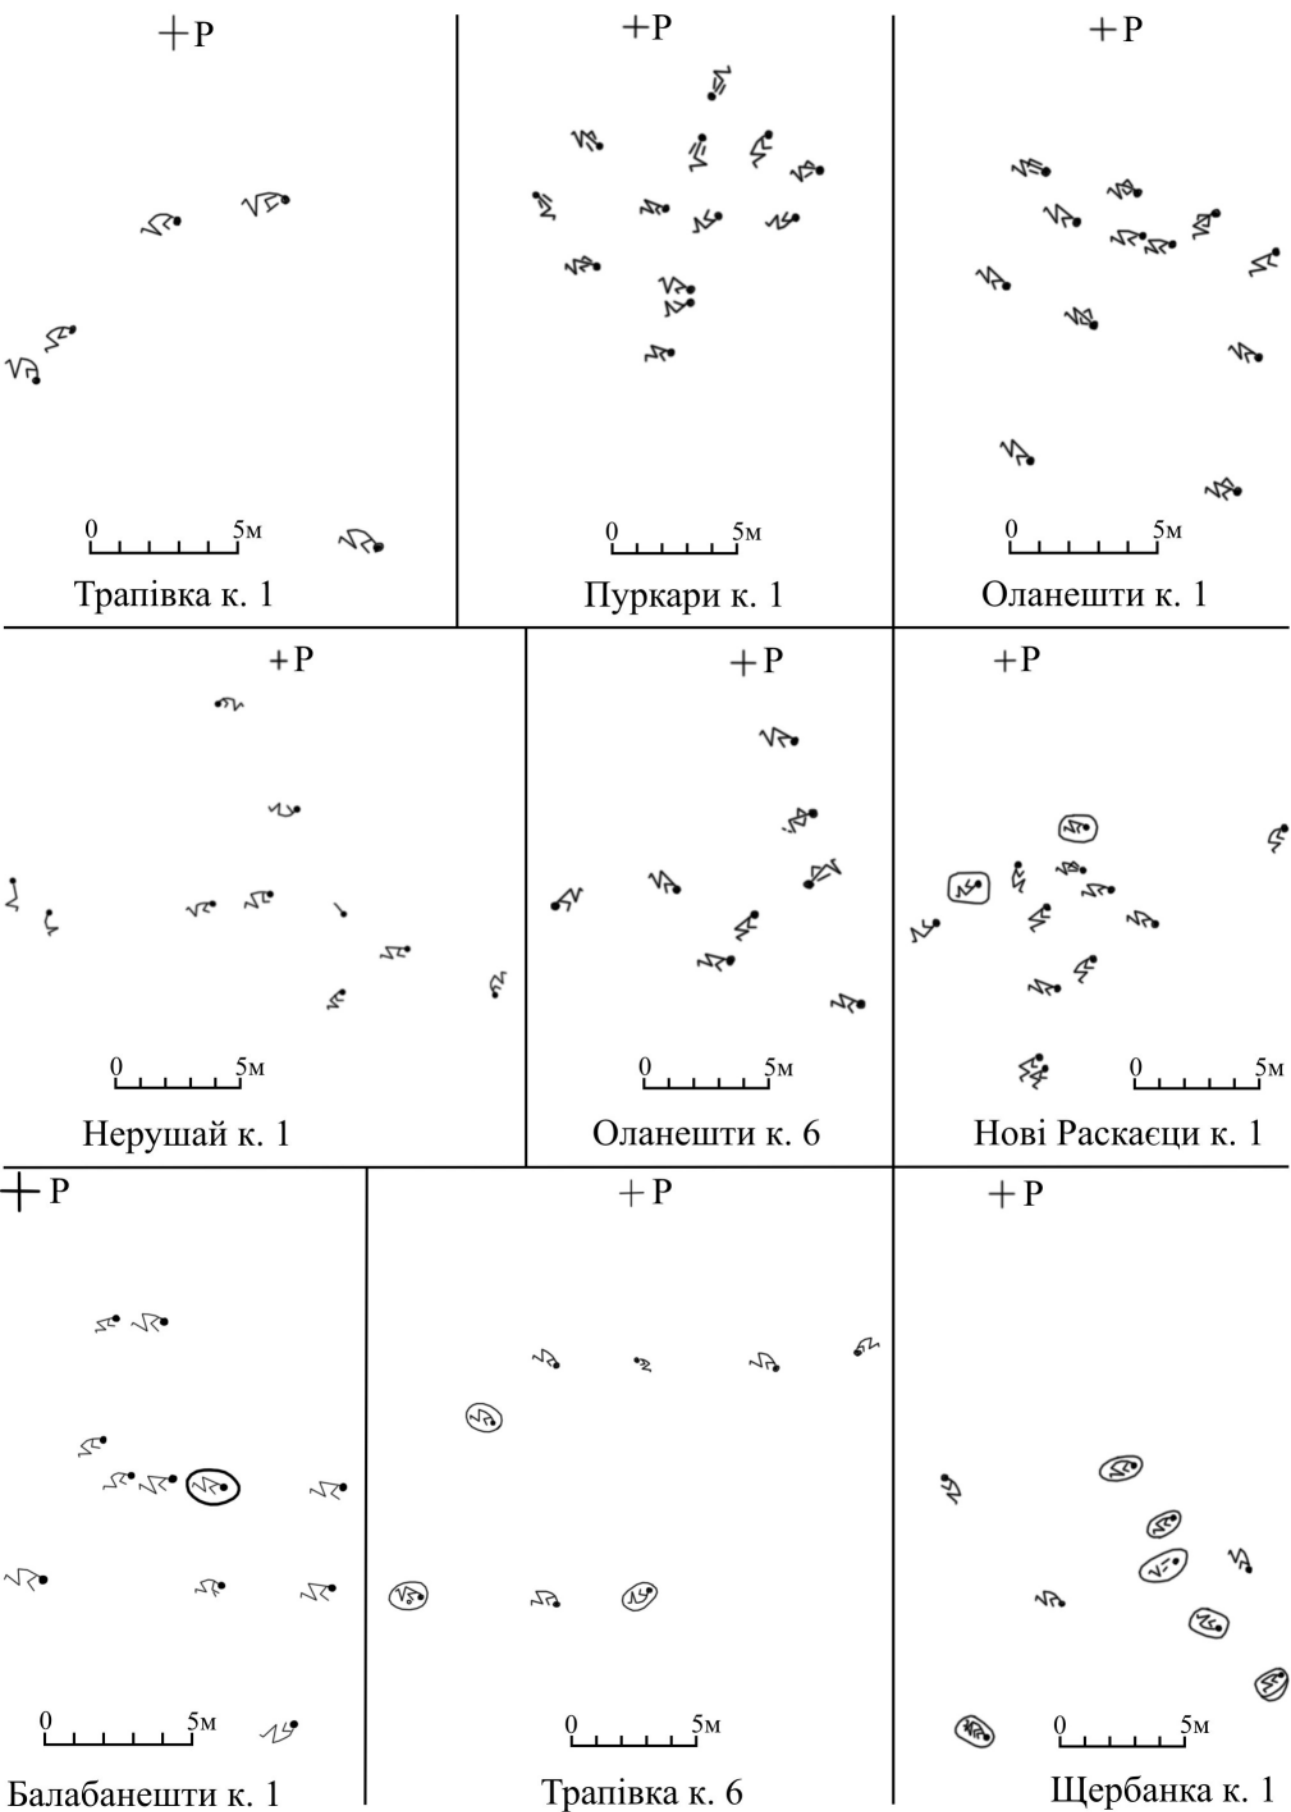 +P
+P
+P
0 5м
0 5м
0 5м
Трапівка к. 1
Пуркари к. 1
Оланешти к. 1
+P
+P
+P
0 5м
0 5м
0 5м
Нерушай к. 1
Оланешти к. 6
Нові Раскаєци к. 1
+ P
+ P
+ P
0 5м
0 5м
0 5м
Балабанешти к. 1
Трапівка к. 6
Щербанка к. 1